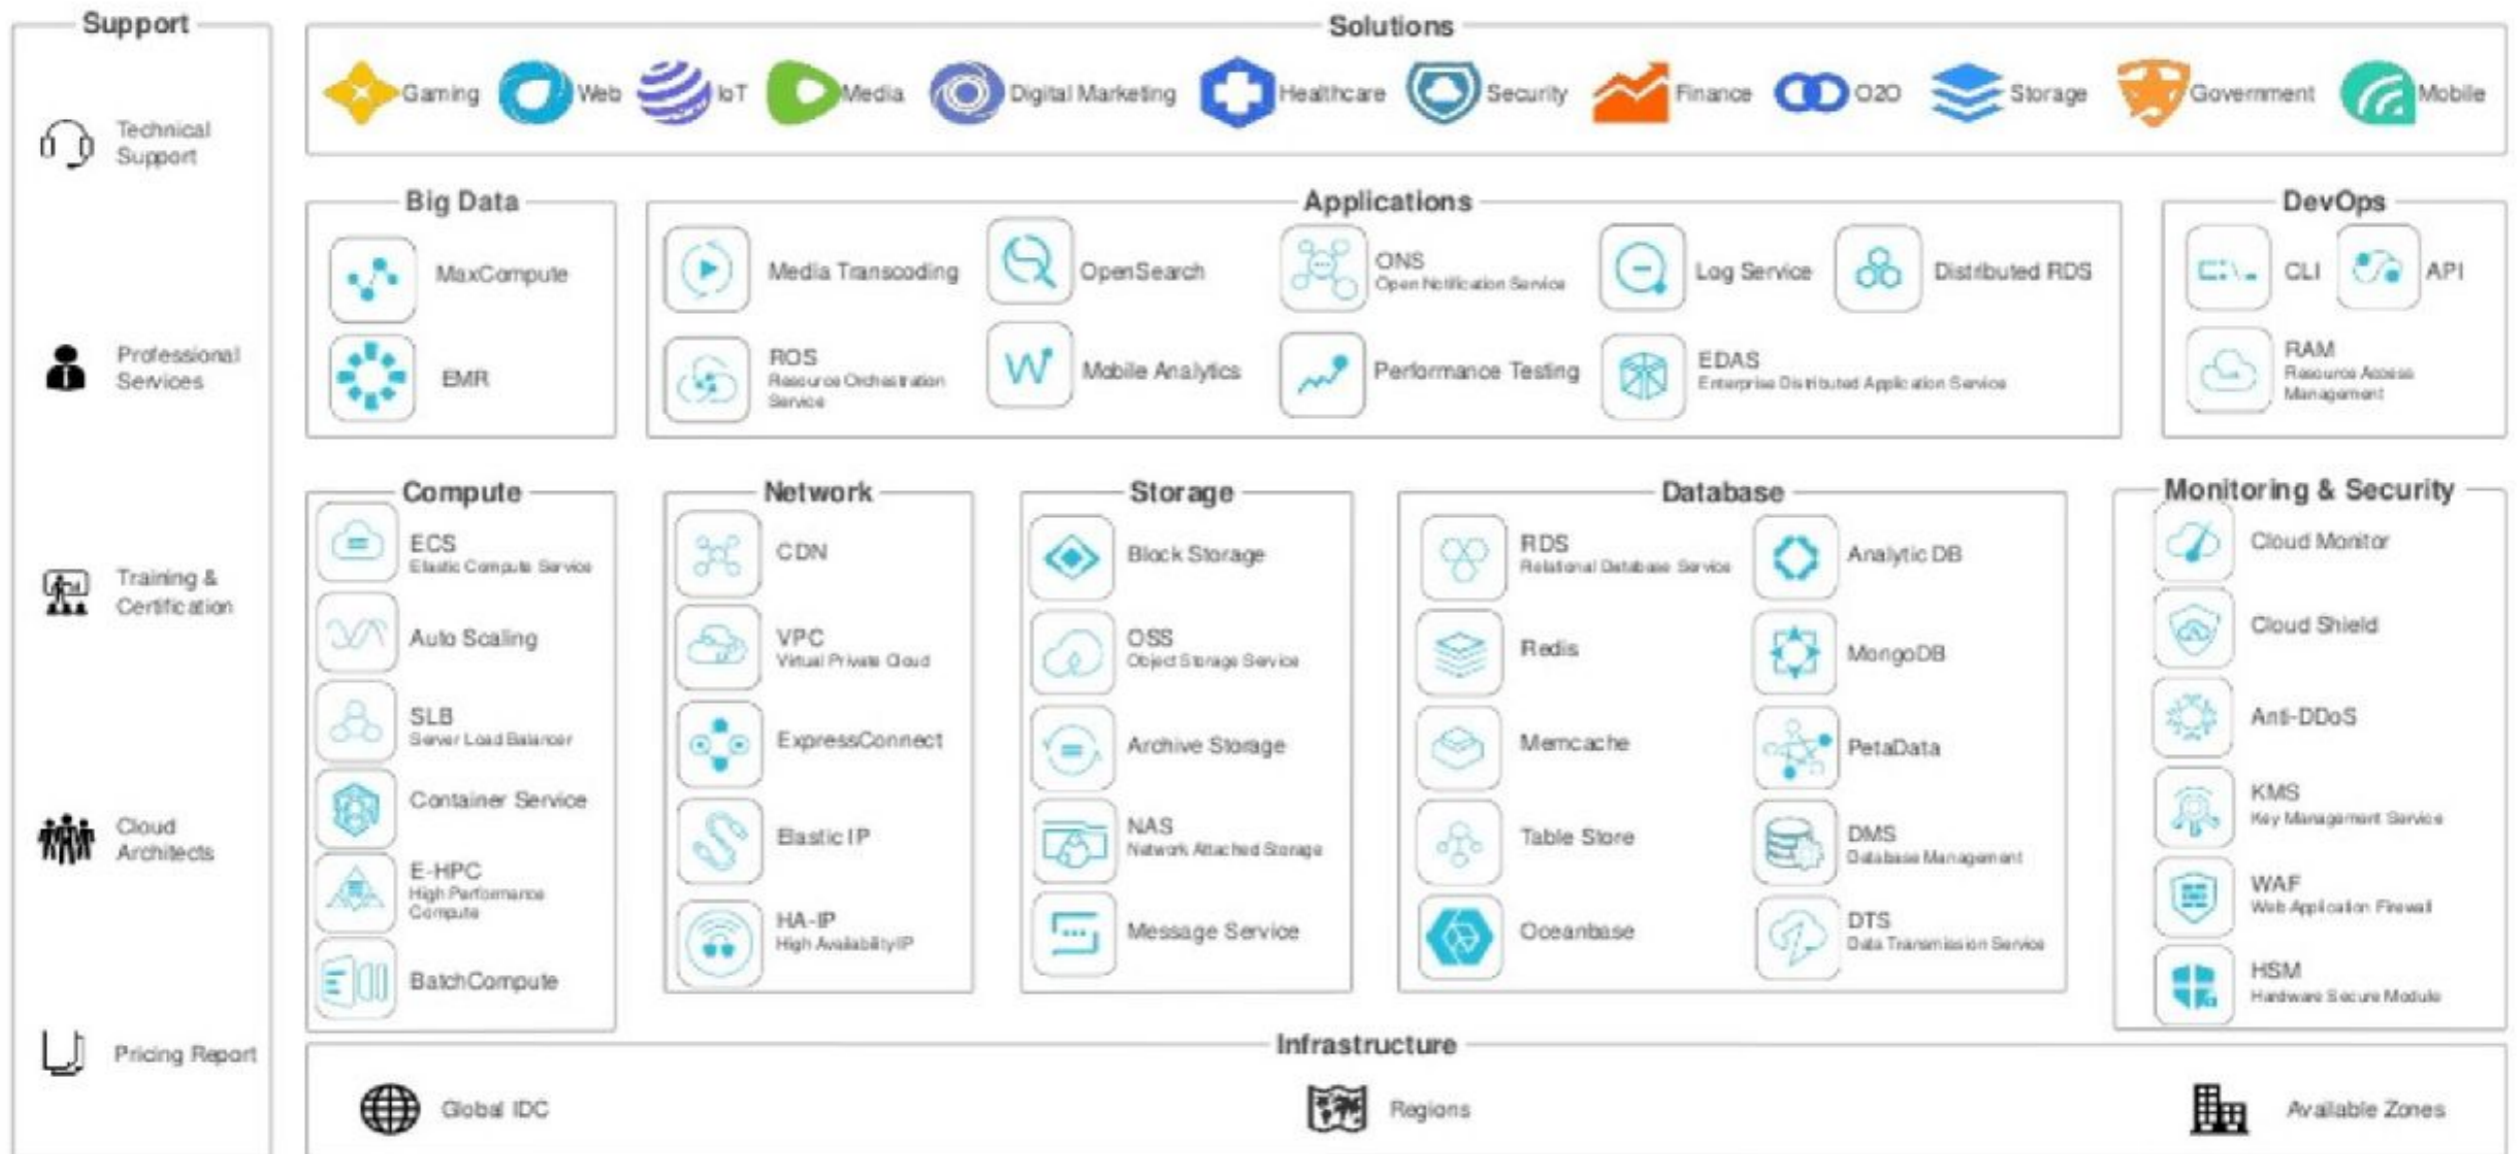 Support
Technical
Support
Professional
Services
Training &
Certification
Cloud
Architects
Pricing Report
Solutions
Gaming
Web
IoT
Media
Digital Marketing
Healthcare
Security
Finance
O2O
Storage
Government
Mobile
Big Data
MaxCompute
EMR
Applications
Media Transcoding
OpenSearch
ONS
Open Notification Service
Log Service
Distributed RDS
ROS
Resource Orchestration
Service
Mobile Analytics
Performance Testing
EDAS
Enterprise Distributed Application Service
DevOps
CLI
API
RAM
Resource Access
Management
Compute
ECS
Elastic Compute Service
Auto Scaling
SLB
Server Load Balancer
Container Service
E-HPC
High Performance
Compute
BatchCompute
Network
CDN
VPC
Virtual Private Cloud
ExpressConnect
Elastic IP
HA-IP
High Availability IP
Storage
Block Storage
OSS
Object Storage Service
Archive Storage
NAS
Network Attached Storage
Message Service
Database
RDS
Relational Database Service
Redis
Memcache
Table Store
Oceanbase
Analytic DB
MongoDB
PetaData
DMS
Database Management
DTS
Data Transmission Service
Monitoring & Security
Cloud Monitor
Cloud Shield
Anti-DDoS
KMS
Key Management Service
WAF
Web Application Firewall
HSM
Hardware Secure Module
Infrastructure
Global IDC
Regions
Available Zones